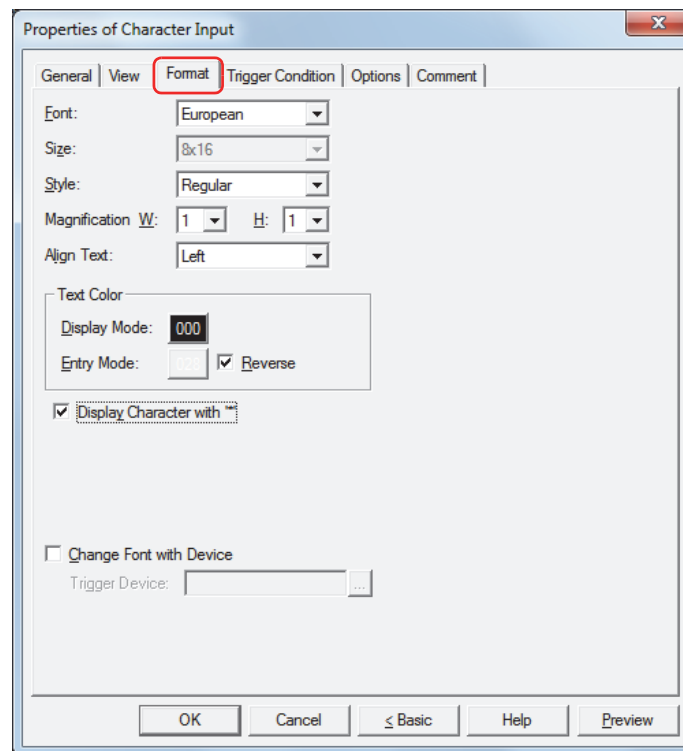 Properties of Character Input
General View Format Trigger Condition Options Comment
Font: European
Size: 8x16
Style: Regular
Magnification W: 1 H: 1
Align Text: Left
Text Color
Display Mode: 000
Entry Mode: 020 Reverse
Display Character with "*"
Change Font with Device
Trigger Device: ...
OK Cancel < Basic Help Preview